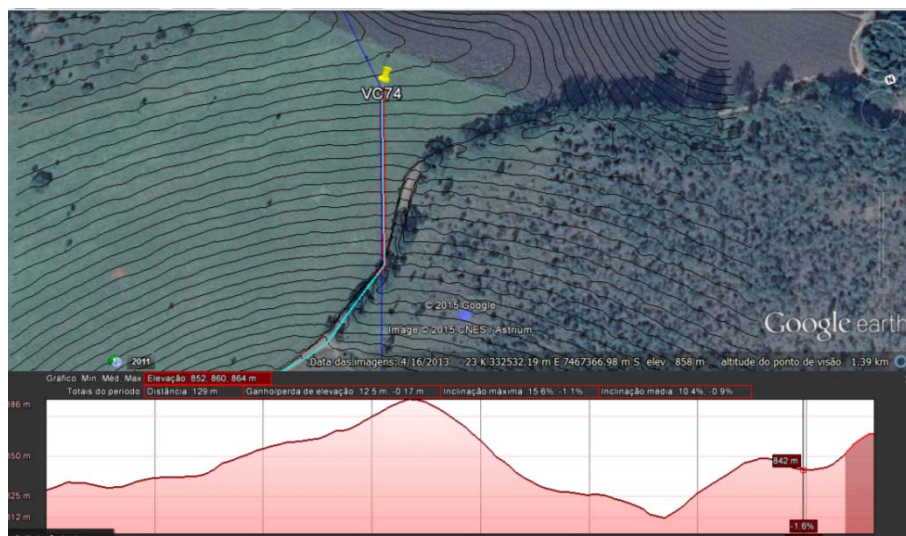 VC74
N
© 2015 Google
Image © 2015 CNES / Astrium
Google earth
2011
Data das imagens: 4/16/2013 23 K 332532.19 m E 7467366.98 m S elev 858 m altitude do ponto de visão 1.39 km
Gráfico Min. Méd. Max Elevação 852, 860, 864 m
Totais do período Distância: 129 m Ganho/perda de elevação: 12.5 m, -0.17 m Inclinação máxima: 15.6%, -1.1% Inclinação média: 10.4%, -0.9%
886 m
850 m
842 m
825 m
812 m
-1.6%